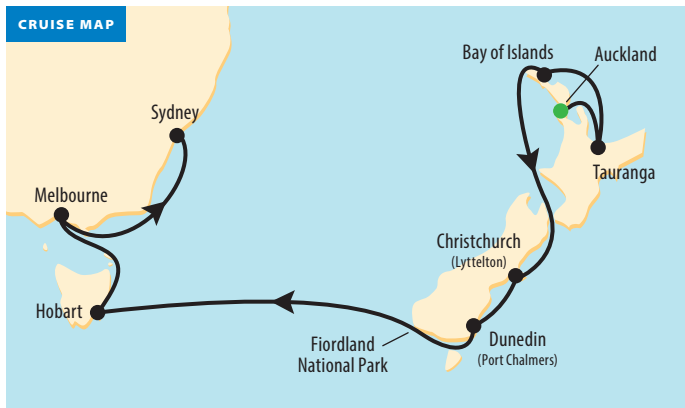 CRUISE MAP
Bay of Islands
Auckland
Sydney
Tauranga
Melbourne
Christchurch
(Lyttelton)
Hobart
Fiordland
National Park
Dunedin
(Port Chalmers)